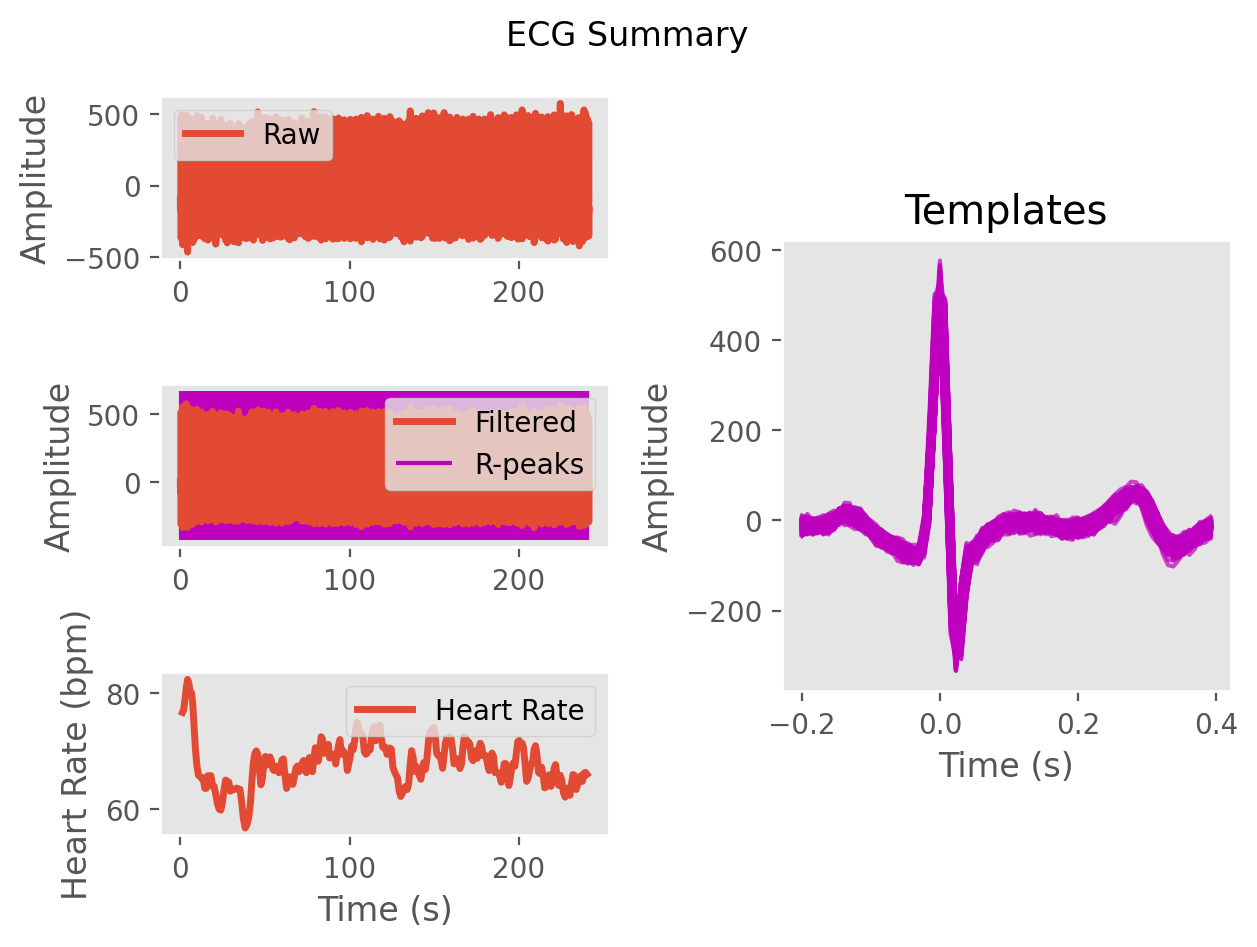 ECG Summary
Amplitude
500
0
−500
Raw
0
100
200
Amplitude
500
0
Filtered
R-peaks
0
100
200
Heart Rate (bpm)
80
60
Heart Rate
0
100
200
Time (s)
Templates
Amplitude
600
400
200
0
−200
−0.2
0.0
0.2
0.4
Time (s)